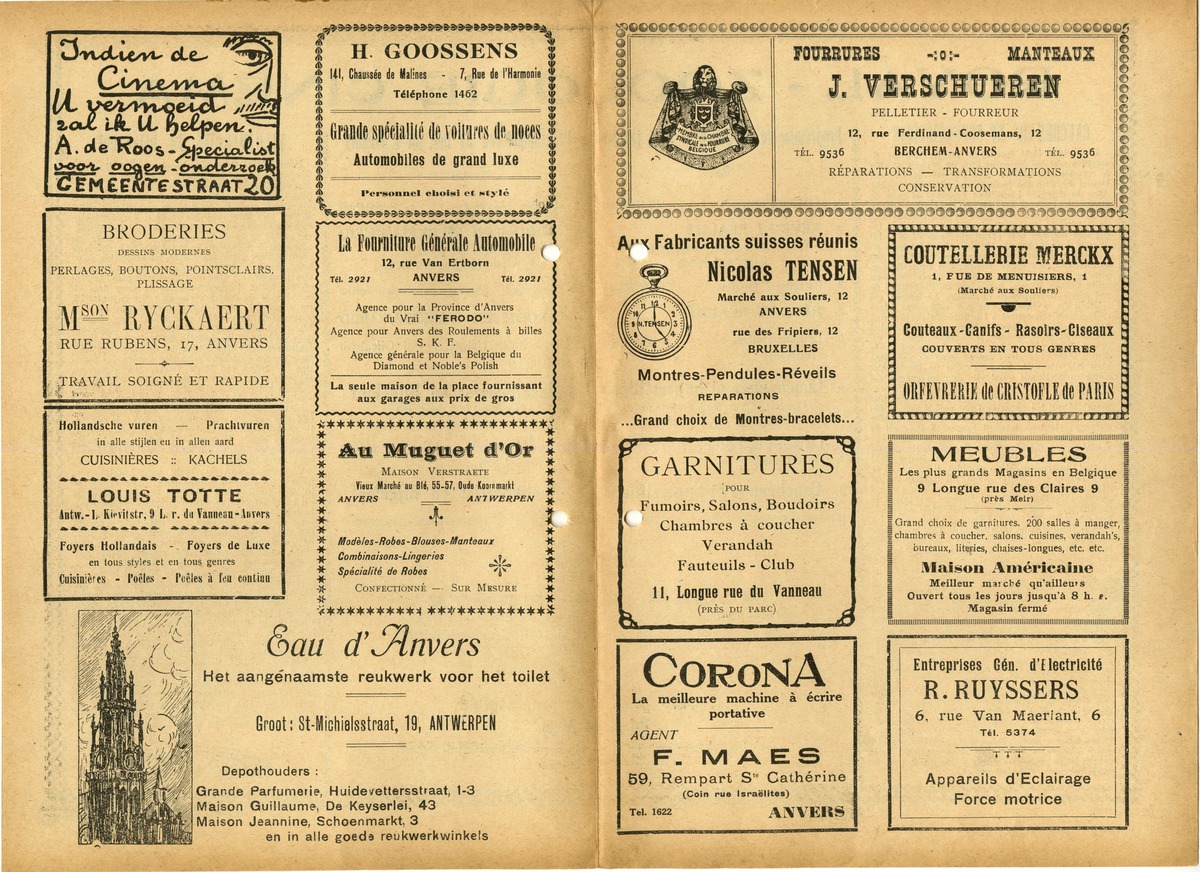 Indien de
Cinema
U vermoeid
zal ik U helpen.
A. de Roos - Specialist
voor oogen-onderzoek
GEMEENTESTRAAT 20
BRODERIES
DESSINS MODERNES
PERLAGES, BOUTONS, POINTSCLAIRS,
PLISSAGE
MSON RYCKAERT
RUE RUBENS, 17, ANVERS
TRAVAIL SOIGNÉ ET RAPIDE
Hollandsche vuren — Prachtvuren
in alle stijlen en in allen aard
CUISINIÈRES :: KACHELS
LOUIS TOTTE
Antw.-L. Kievitstr, 9 L. r. du Vanneau-Anvers
Foyers Hollandais - Foyers de Luxe
en tous styles et en tous genres
Cuisinières - Poêles - Poêles à feu continu
H. GOOSSENS
141, Chaussée de Malines - 7, Rue de l'Harmonie
Téléphone 1462
Grande spécialité de voitures de noces
Automobiles de grand luxe
Personnel choisi et stylé
La Fourniture Générale Automobile
12, rue Van Ertborn
Tél. 2921 ANVERS Tél. 2921
Agence pour la Province d'Anvers
du Vrai "FERODO"
Agence pour Anvers des Roulements à billes
S. K. F.
Agence générale pour la Belgique du
Diamond et Noble's Polish
La seule maison de la place fournissant
aux garages aux prix de gros
Au Muguet d'Or
MAISON VERSTRAETE
Vieux Marché au Blé, 55-57, Oude Koornmarkt
ANVERS ANTWERPEN
Modèles-Robes-Blouses-Manteaux
Combinaisons-Lingeries
Spécialité de Robes
CONFECTIONNÉ — SUR MESURE
Eau d'Anvers
Het aangenaamste reukwerk voor het toilet
Groot: St-Michielsstraat, 19, ANTWERPEN
Depothouders :
Grande Parfumerie, Huidevettersstraat, 1-3
Maison Guillaume, De Keyserlei, 43
Maison Jeannine, Schoenmarkt, 3
en in alle goede reukwerkwinkels
MEMBRE de la CHAMBRE
SYNDICALE de la FOURRURE
BELGIQUE
FOURRURES -:o:- MANTEAUX
J. VERSCHUEREN
PELLETIER - FOURREUR
12, rue Ferdinand-Coosemans, 12
TÉL. 9536 BERCHEM-ANVERS TÉL. 9536
RÉPARATIONS — TRANSFORMATIONS
CONSERVATION
Aux Fabricants suisses réunis
Nicolas TENSEN
N.TENSEN
Marché aux Souliers, 12
ANVERS
rue des Fripiers, 12
BRUXELLES
Montres-Pendules-Réveils
REPARATIONS
...Grand choix de Montres-bracelets...
COUTELLERIE MERCKX
1, FUE DE MENUISIERS, 1
(Marché aux Souliers)
Couteaux-Canifs - Rasoirs-Ciseaux
COUVERTS EN TOUS GENRES
ORFEVRERIE de CRISTOFLE de PARIS
GARNITURES
POUR
Fumoirs, Salons, Boudoirs
Chambres à coucher
Verandah
Fauteuils - Club
11, Longue rue du Vanneau
(PRÈS DU PARC)
MEUBLES
Les plus grands Magasins en Belgique
9 Longue rue des Claires 9
(près Meir)
Grand choix de garnitures. 200 salles à manger,
chambres à coucher, salons. cuisines, verandah's,
bureaux, literies, chaises-longues, etc. etc.
Maison Américaine
Meilleur marché qu'ailleurs
Ouvert tous les jours jusqu'à 8 h. s.
Magasin fermé
CORONA
La meilleure machine à écrire
portative
AGENT
F. MAES
59, Rempart Ste Cathérine
(Coin rue Israëlites)
Tel. 1622 ANVERS
Entreprises Gén. d'Electricité
R. RUYSSERS
6, rue Van Maerlant, 6
Tél. 5374
Appareils d'Eclairage
Force motrice